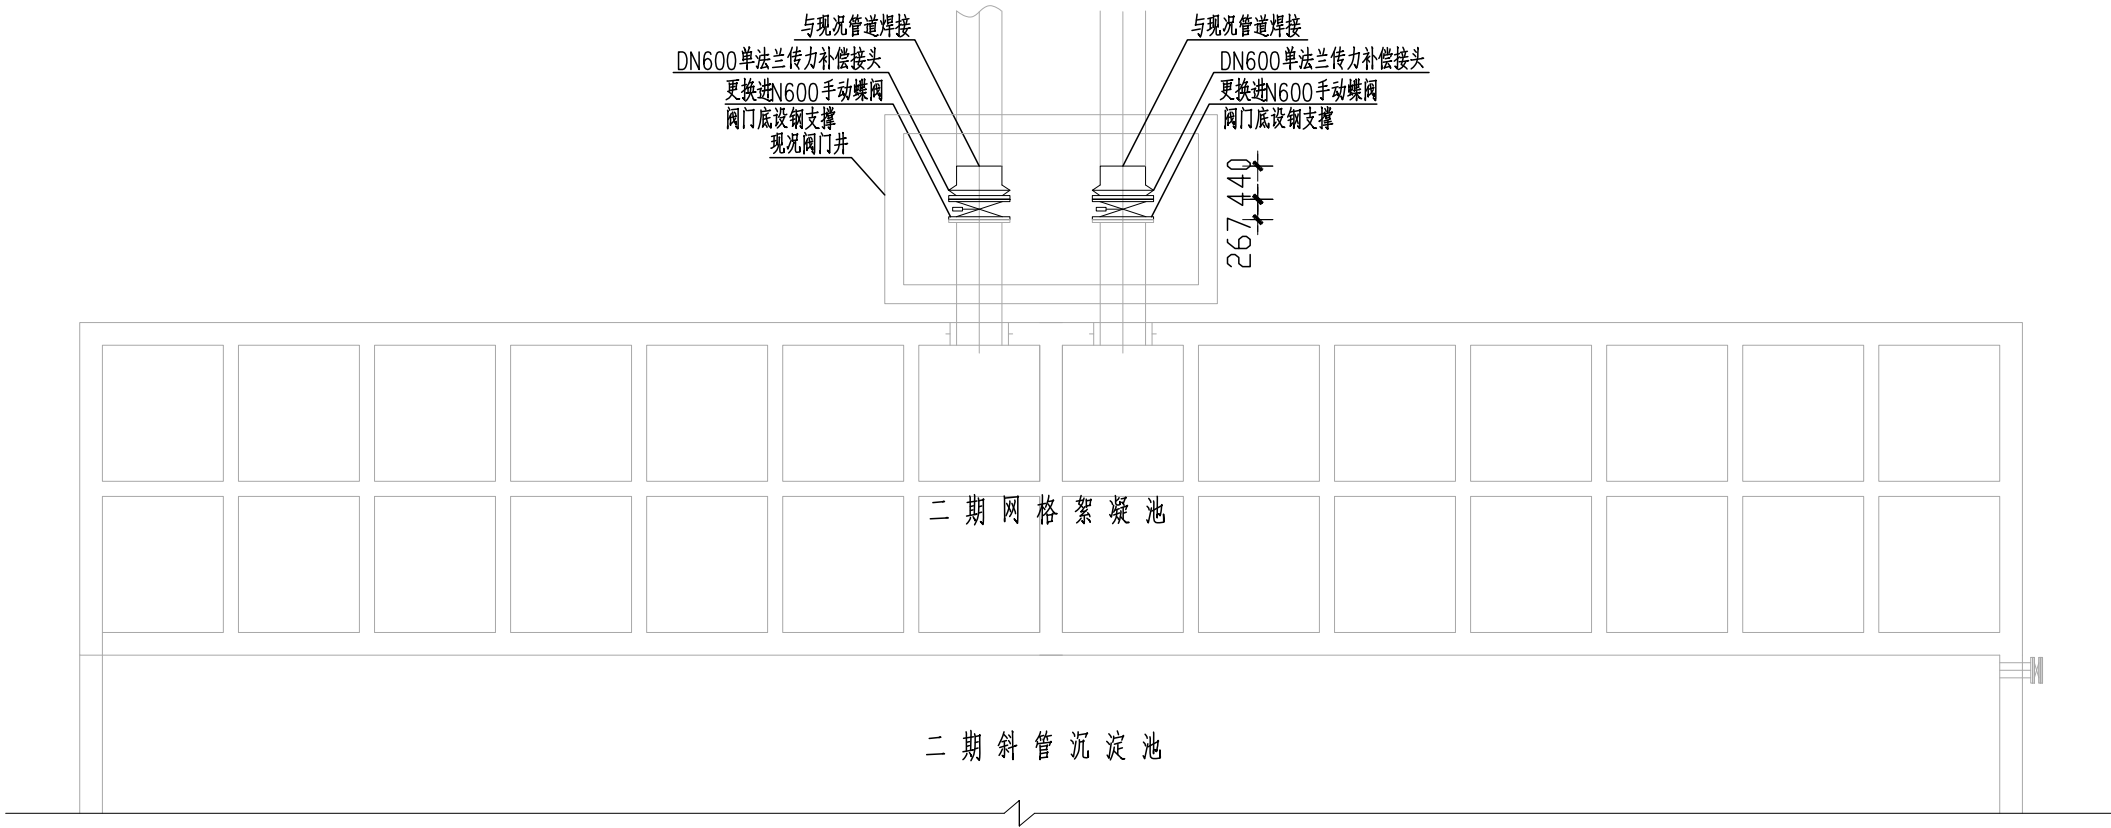 与现况管道焊接
DN600单法兰传力补偿接头
更换进N600手动蝶阀
阀门底设钢支撑
现况阀门井
与现况管道焊接
DN600单法兰传力补偿接头
更换进N600手动蝶阀
阀门底设钢支撑
440
267
二期网格絮凝池
二期斜管沉淀池